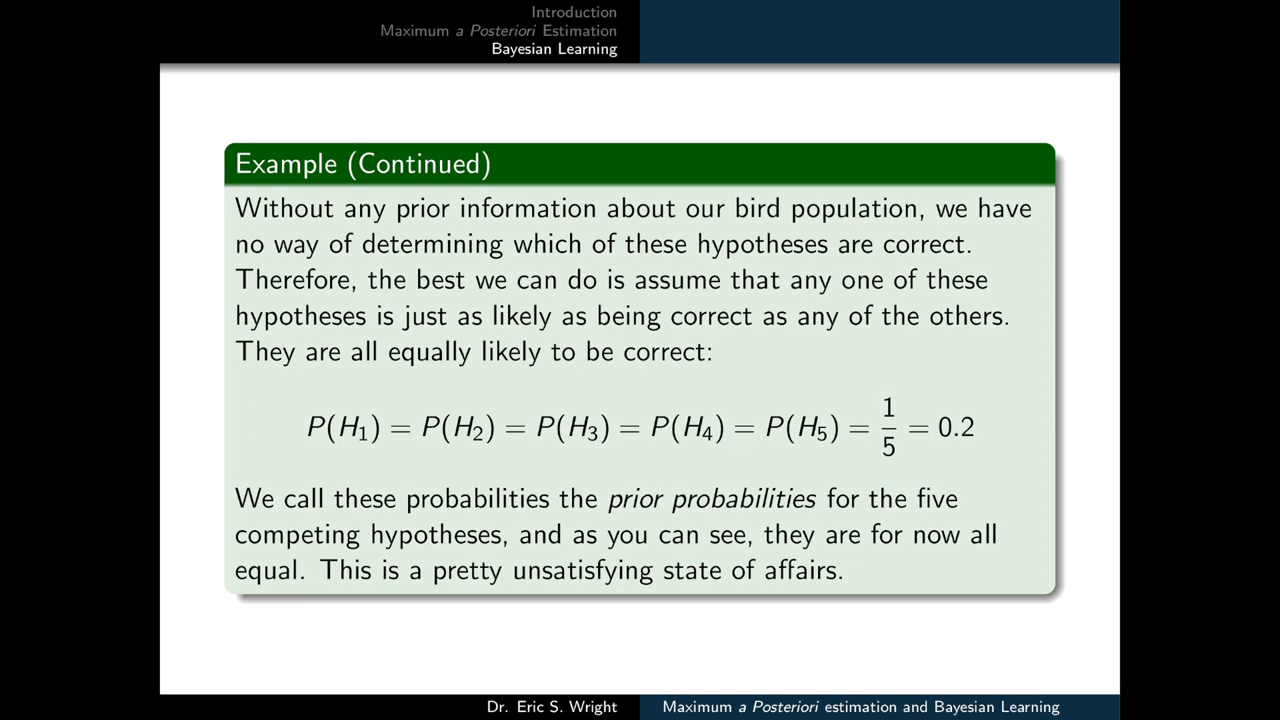 Introduction
Maximum a Posteriori Estimation
Bayesian Learning
Example (Continued)
Without any prior information about our bird population, we have
no way of determining which of these hypotheses are correct.
Therefore, the best we can do is assume that any one of these
hypotheses is just as likely as being correct as any of the others.
They are all equally likely to be correct:
P(H₁) = P(H₂) = P(H₃) = P(H₄) = P(H₅) = 1/5 = 0.2
We call these probabilities the prior probabilities for the five
competing hypotheses, and as you can see, they are for now all
equal. This is a pretty unsatisfying state of affairs.
Dr. Eric S. Wright
Maximum a Posteriori estimation and Bayesian Learning